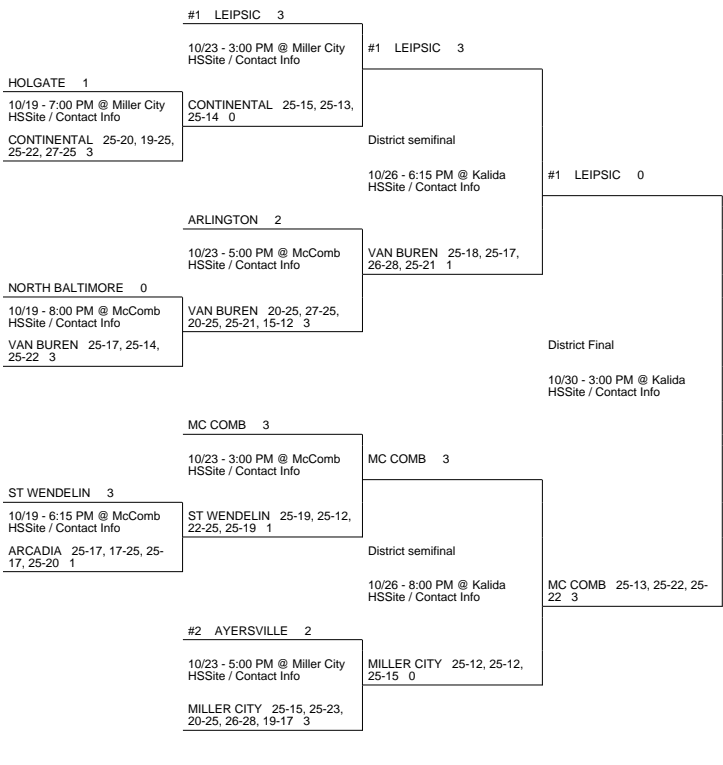 #1 LEIPSIC 3
10/23 - 3:00 PM @ Miller City
HSSite / Contact Info
#1 LEIPSIC 3
HOLGATE 1
10/19 - 7:00 PM @ Miller City
HSSite / Contact Info
CONTINENTAL 25-15, 25-13,
25-14 0
CONTINENTAL 25-20, 19-25,
25-22, 27-25 3
District semifinal
10/26 - 6:15 PM @ Kalida
HSSite / Contact Info
#1 LEIPSIC 0
ARLINGTON 2
10/23 - 5:00 PM @ McComb
HSSite / Contact Info
VAN BUREN 25-18, 25-17,
26-28, 25-21 1
NORTH BALTIMORE 0
10/19 - 8:00 PM @ McComb
HSSite / Contact Info
VAN BUREN 20-25, 27-25,
20-25, 25-21, 15-12 3
VAN BUREN 25-17, 25-14,
25-22 3
District Final
10/30 - 3:00 PM @ Kalida
HSSite / Contact Info
MC COMB 3
10/23 - 3:00 PM @ McComb
HSSite / Contact Info
MC COMB 3
ST WENDELIN 3
10/19 - 6:15 PM @ McComb
HSSite / Contact Info
ST WENDELIN 25-19, 25-12,
22-25, 25-19 1
ARCADIA 25-17, 17-25, 25-
17, 25-20 1
District semifinal
10/26 - 8:00 PM @ Kalida
HSSite / Contact Info
MC COMB 25-13, 25-22, 25-
22 3
#2 AYERSVILLE 2
10/23 - 5:00 PM @ Miller City
HSSite / Contact Info
MILLER CITY 25-12, 25-12,
25-15 0
MILLER CITY 25-15, 25-23,
20-25, 26-28, 19-17 3